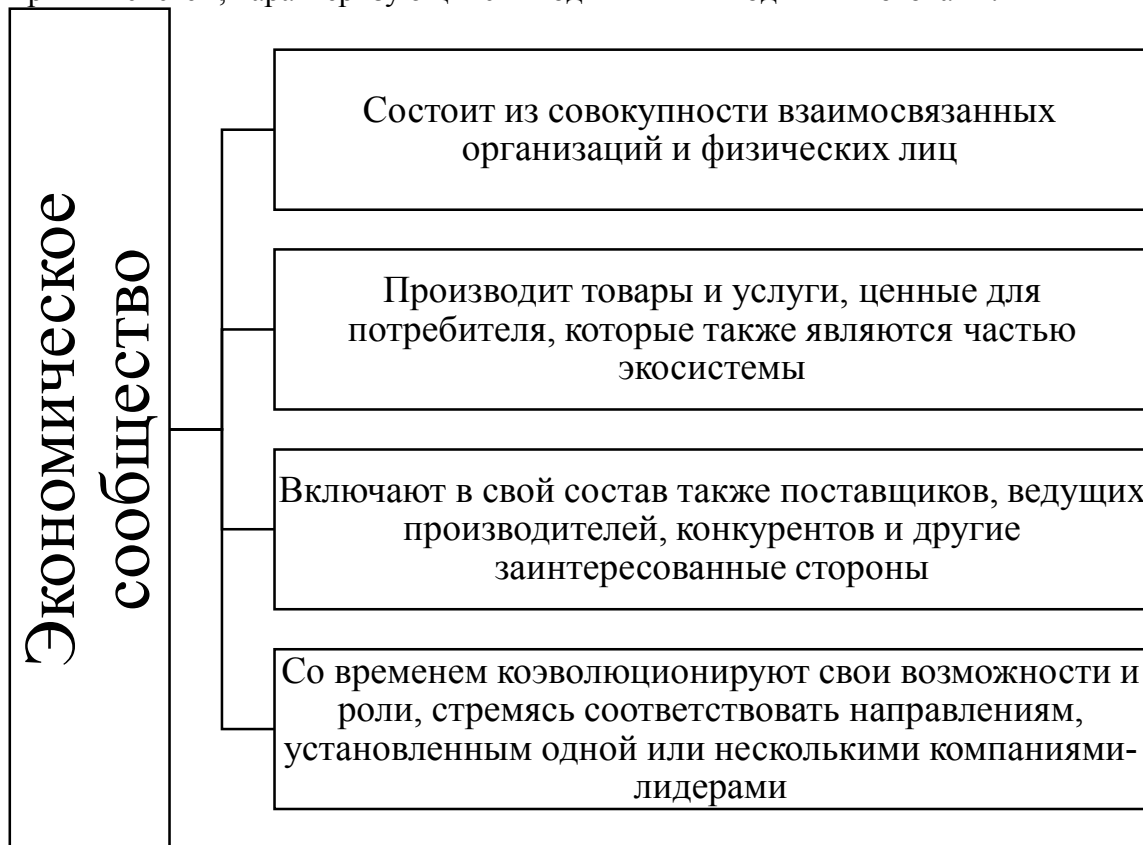 Экономическое
сообщество
Состоит из совокупности взаимосвязанных
организаций и физических лиц
Производит товары и услуги, ценные для
потребителя, которые также являются частью
экосистемы
Включают в свой состав также поставщиков, ведущих
производителей, конкурентов и другие
заинтересованные стороны
Со временем коэволюционируют свои возможности и
роли, стремясь соответствовать направлениям,
установленным одной или несколькими компаниями-
лидерами